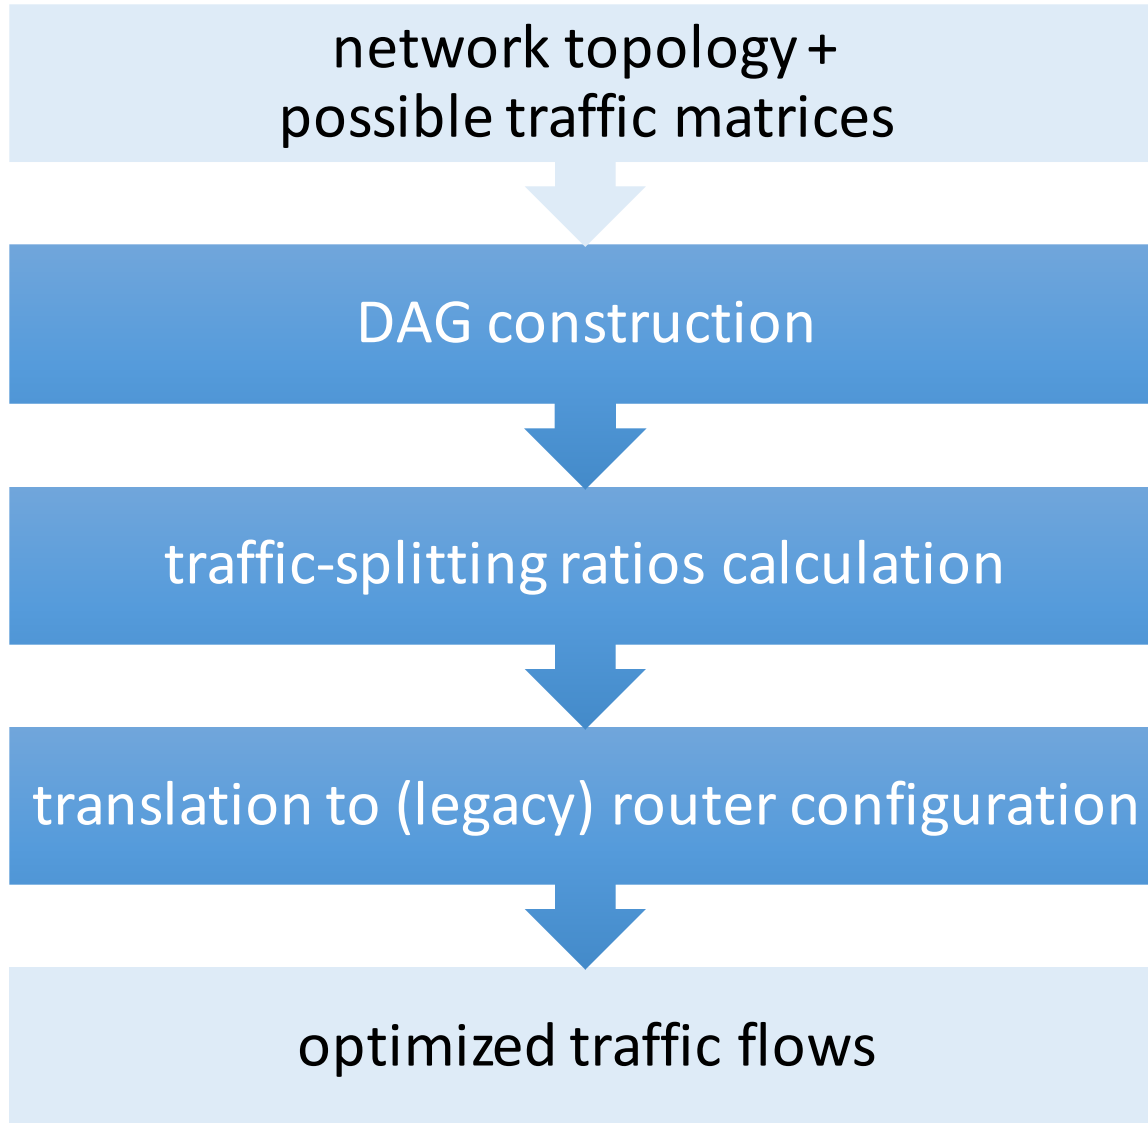 network topology +
possible traffic matrices
DAG construction
traffic-splitting ratios calculation
translation to (legacy) router configuration
optimized traffic flows